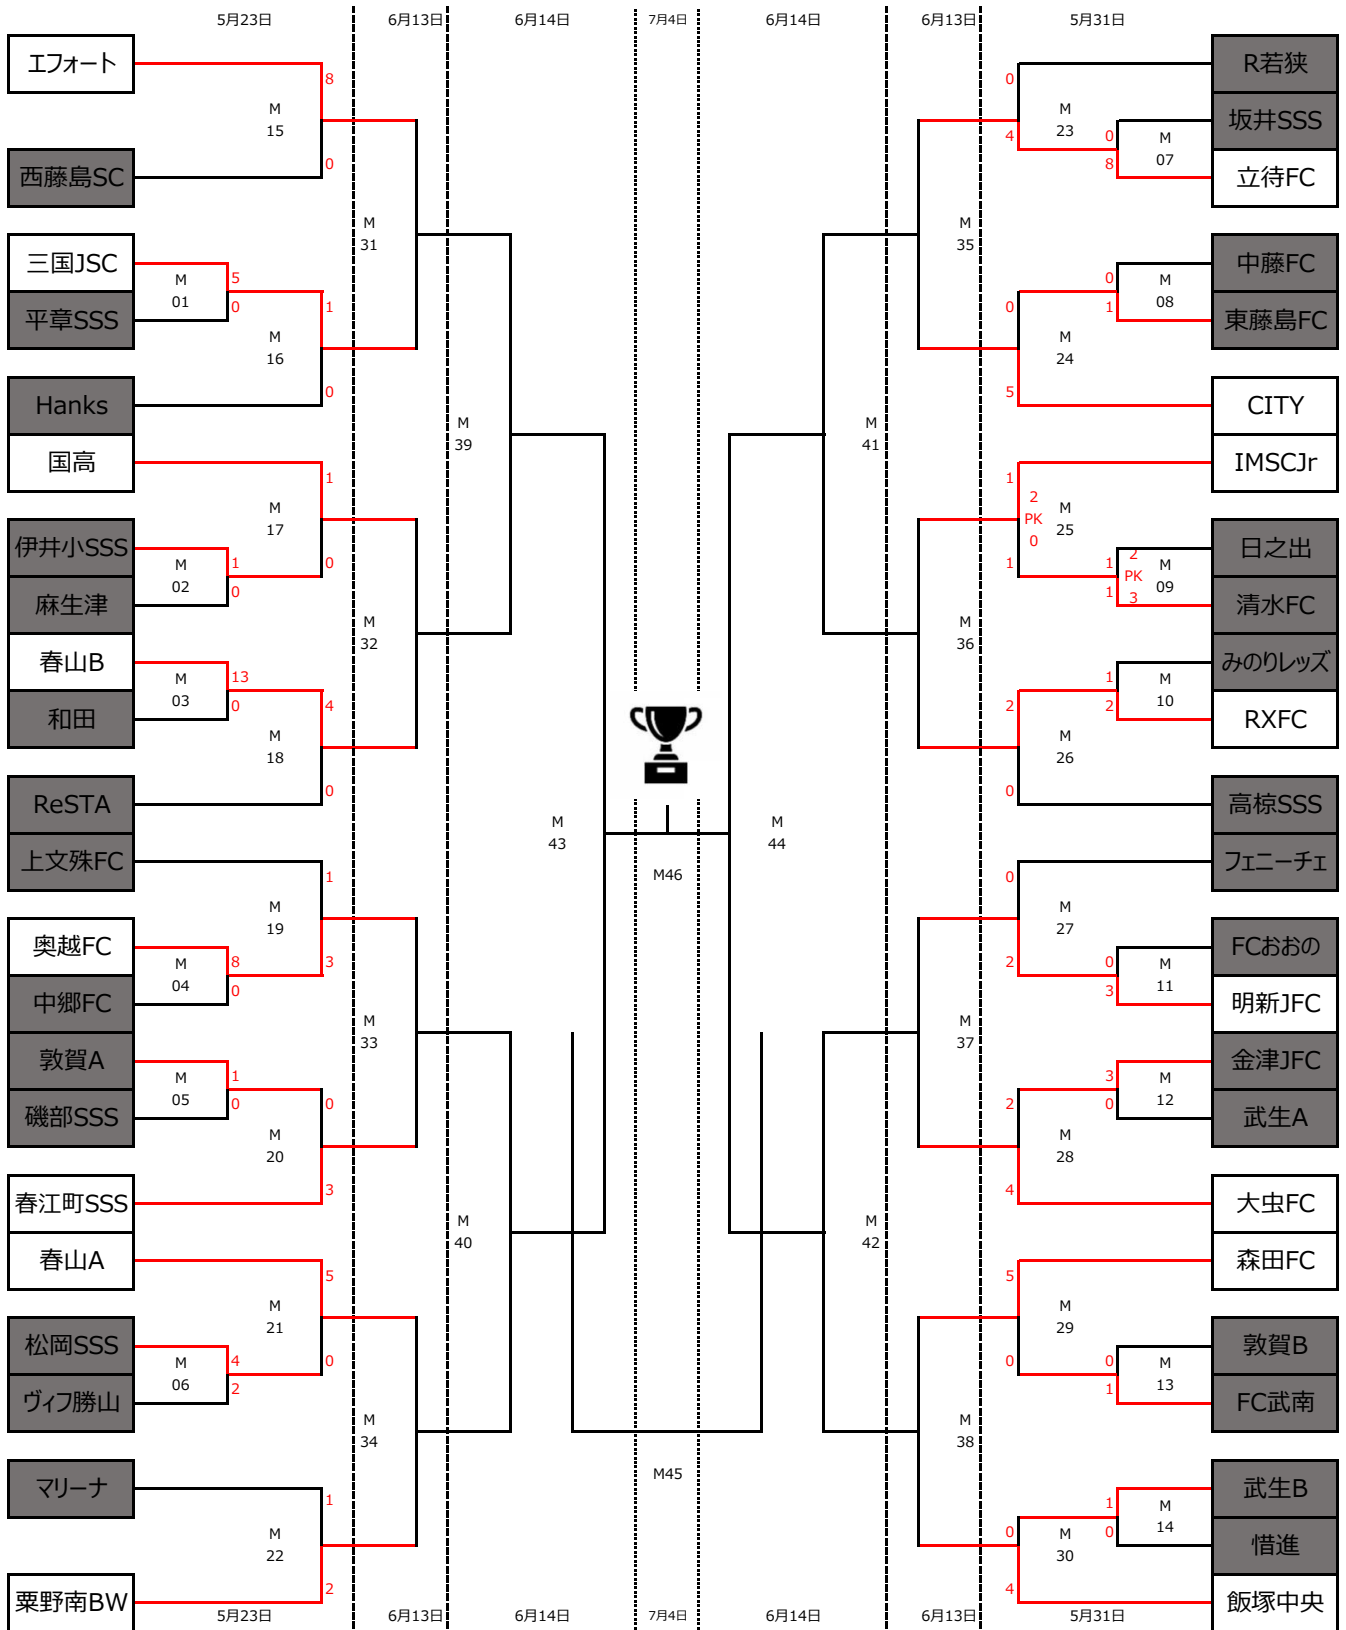 5月23日
6月13日
6月14日
7月4日
6月14日
6月13日
5月31日
エフォート
8
M
15
0
西藤島SC
M
31
三国JSC
5
M
01
0
平章SSS
1
M
16
0
Hanks
M
39
国高
1
M
17
0
伊井小SSS
1
M
02
0
麻生津
M
32
春山B
13
M
03
0
和田
4
M
18
0
ReSTA
M
43
上文殊FC
1
M
19
3
奥越FC
8
M
04
0
中郷FC
M
33
敦賀A
1
M
05
0
磯部SSS
0
M
20
3
春江町SSS
M
40
春山A
5
M
21
0
松岡SSS
4
M
06
2
ヴィフ勝山
M
34
マリーナ
1
M
22
2
粟野南BW
M46
M45
R若狭
0
M
23
4
坂井SSS
0
M
07
8
立待FC
M
35
中藤FC
0
M
08
1
東藤島FC
0
M
24
5
CITY
M
41
IMSCJr
1
2
PK
0
M
25
1
日之出
1
2
PK
3
M
09
1
清水FC
M
36
みのりレッズ
1
M
10
2
RXFC
2
M
26
0
高椋SSS
M
44
フェニーチェ
0
M
27
2
FCおおの
0
M
11
3
明新JFC
M
37
金津JFC
3
M
12
0
武生A
2
M
28
4
大虫FC
M
42
森田FC
5
M
29
0
敦賀B
0
M
13
1
FC武南
M
38
武生B
1
M
14
0
惜進
0
M
30
4
飯塚中央
5月23日
6月13日
6月14日
7月4日
6月14日
6月13日
5月31日